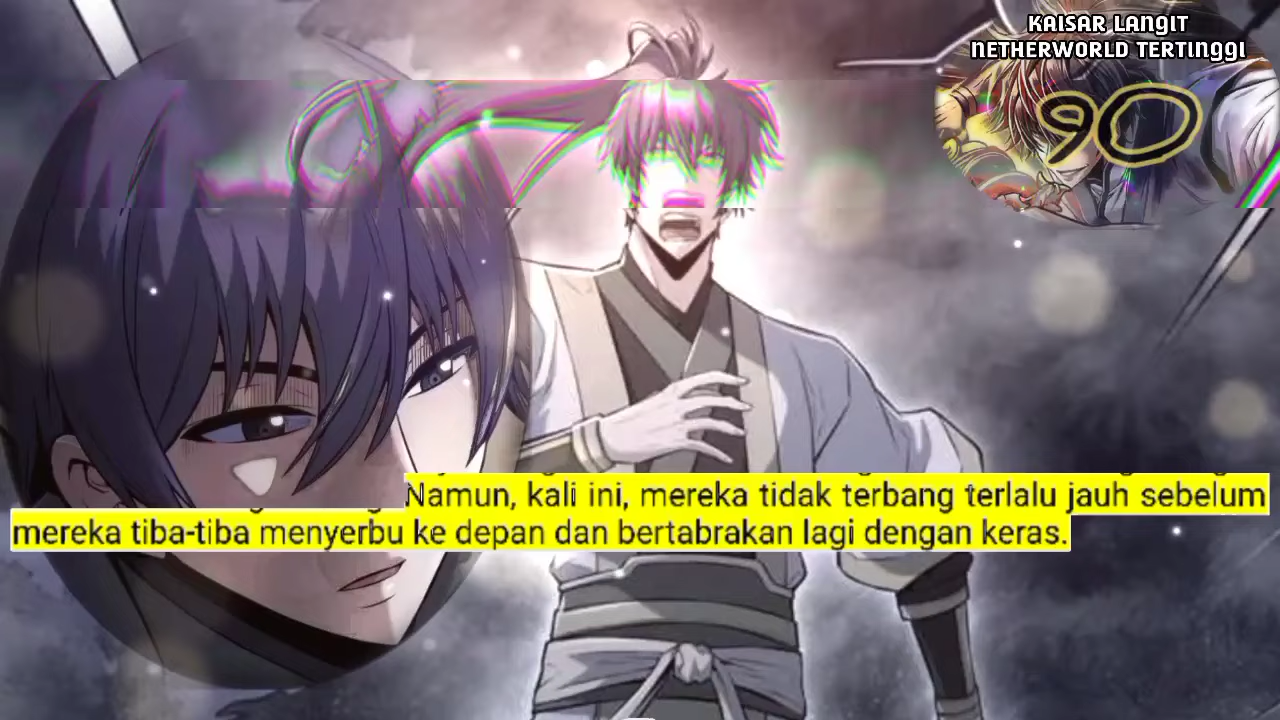 KAISAR LANGIT
NETHERWORLD TERTINGGI
90
Namun, kali ini, mereka tidak terbang terlalu jauh sebelum
mereka tiba-tiba menyerbu ke depan dan bertabrakan lagi dengan keras.